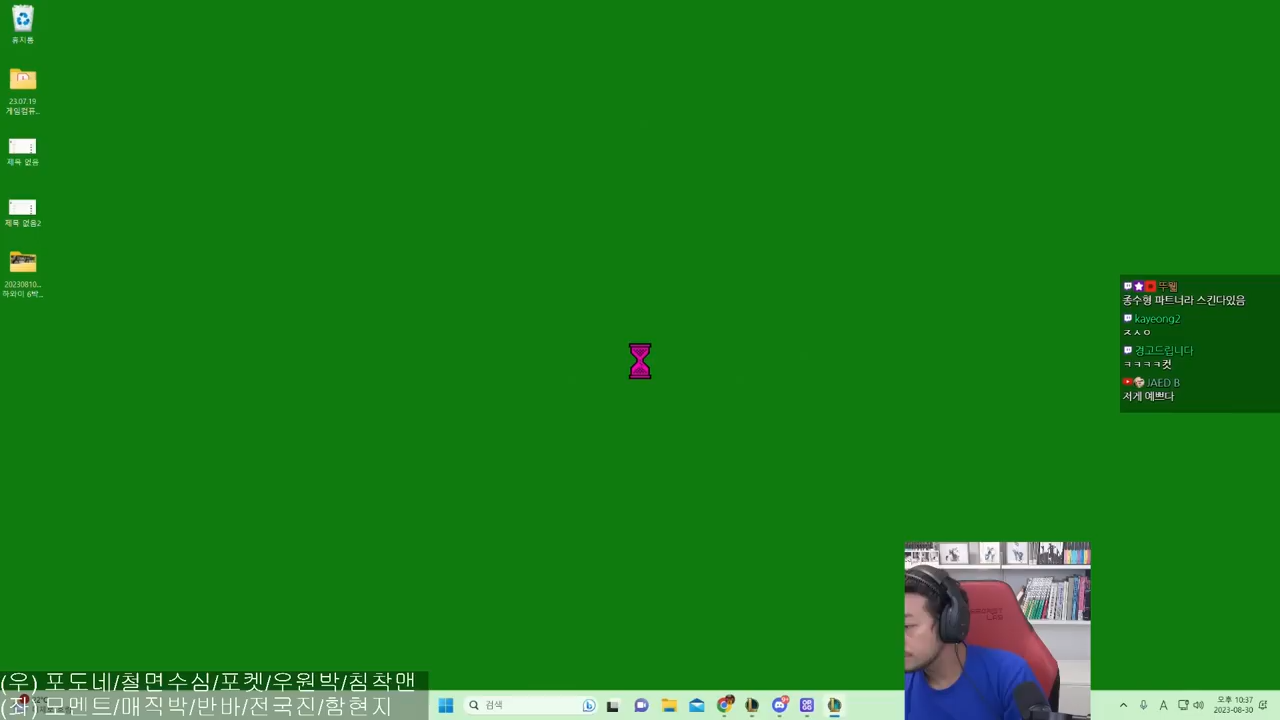 휴지통
23.07.19
게임컴퓨...
제목 없음
제목 없음2
20230810...
하와이 6박...
뚜웰
종수형 파트너라 스킨다있음
kayeong2
ㅈㅅㅇ
경고드립니다
ㅋㅋㅋㅋ컷
JAED B
저게 예쁘다
(우) 포도네/철면수심/포켓/우원박/침착맨
(좌) 모멘트/매직박/반바/전국진/함현지
검색
A
오후 10:37
2023-08-30